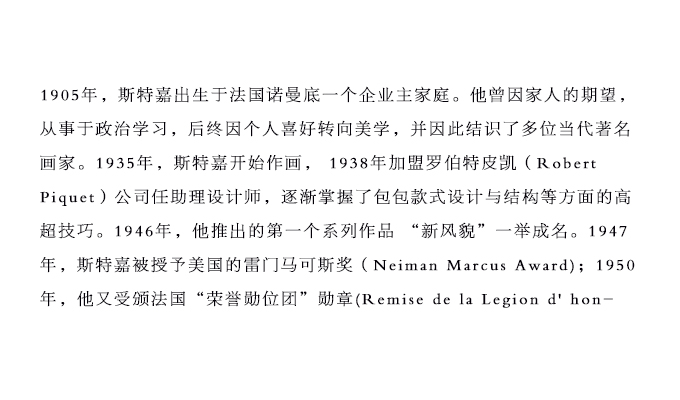 1905年，斯特嘉出生于法国诺曼底一个企业主家庭。他曾因家人的期望，
从事于政治学习，后终因个人喜好转向美学，并因此结识了多位当代著名
画家。1935年，斯特嘉开始作画， 1938年加盟罗伯特皮凯（Robert
Piquet）公司任助理设计师，逐渐掌握了包包款式设计与结构等方面的高
超技巧。1946年，他推出的第一个系列作品 “新风貌”一举成名。1947
年，斯特嘉被授予美国的雷门马可斯奖（Neiman Marcus Award)；1950
年，他又受颁法国“荣誉勋位团”勋章(Remise de la Legion d' hon-